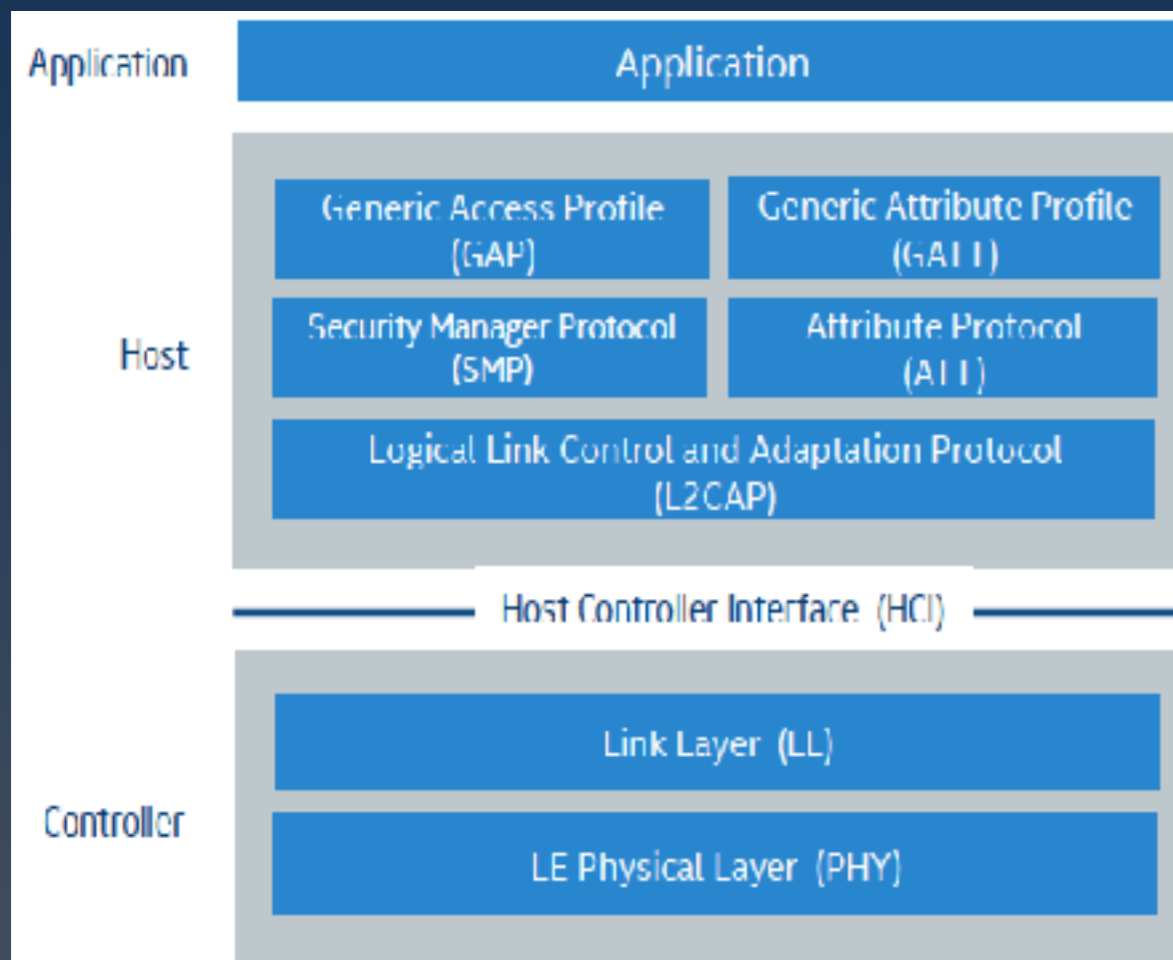 Application
Application
Generic Access Profile
(GAP)
Generic Attribute Profile
(GATT)
Host
Security Manager Protocol
(SMP)
Attribute Protocol
(ATT)
Logical Link Control and Adaptation Protocol
(L2CAP)
Host Controller Interface (HCI)
Controller
Link Layer (LL)
LE Physical Layer (PHY)